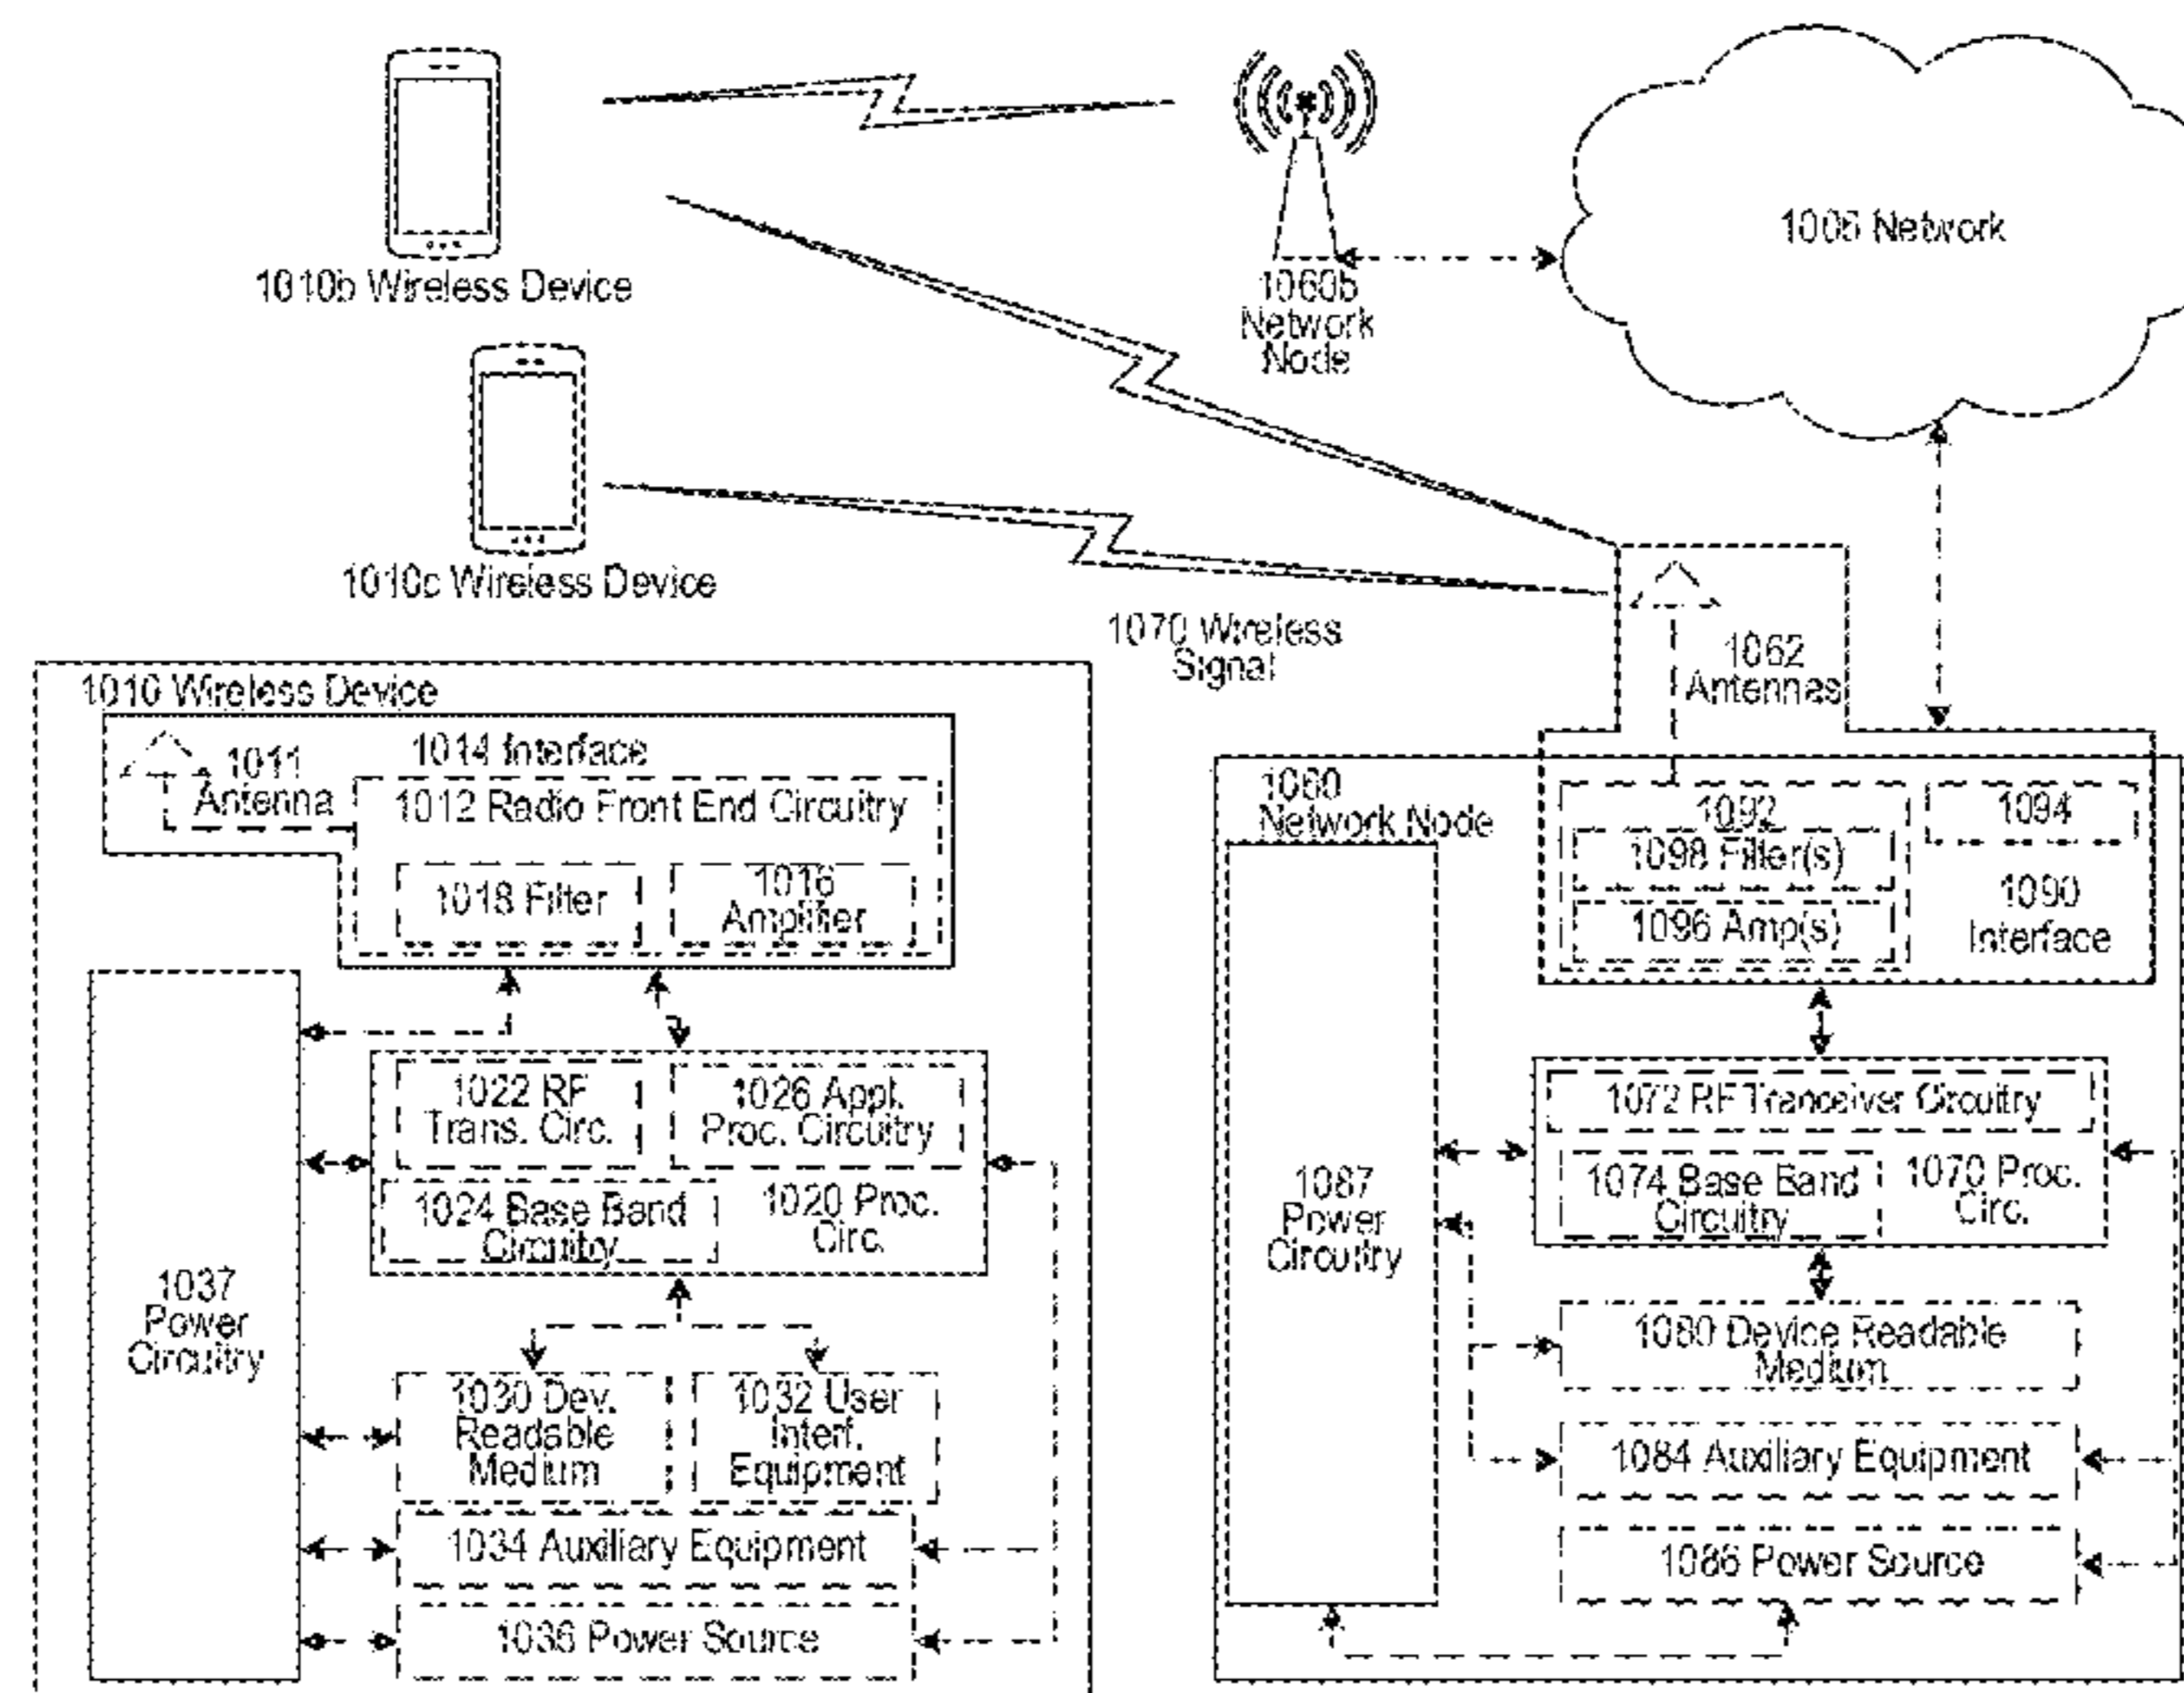 1010b Wireless Device
1060b
Network
Node
1006 Network
1010c Wireless Device
1070 Wireless
Signal
1062
Antennas
1010 Wireless Device
1011
Antenna
1014 Interface
1012 Radio Front End Circuitry
1018 Filter
1016
Amplifier
1022 RF
Trans. Circ.
1026 Appl.
Proc. Circuitry
1024 Base Band
Circuitry
1020 Proc.
Circ.
1037
Power
Circuitry
1030 Dev.
Readable
Medium
1032 User
Interf.
Equipment
1034 Auxiliary Equipment
1036 Power Source
1060
Network Node
1092
1098 Filter(s)
1096 Amp(s)
1094
1090
Interface
1072 RF Tranceiver Circuitry
1074 Base Band
Circuitry
1070 Proc.
Circ.
1087
Power
Circuitry
1080 Device Readable
Medium
1084 Auxiliary Equipment
1086 Power Source